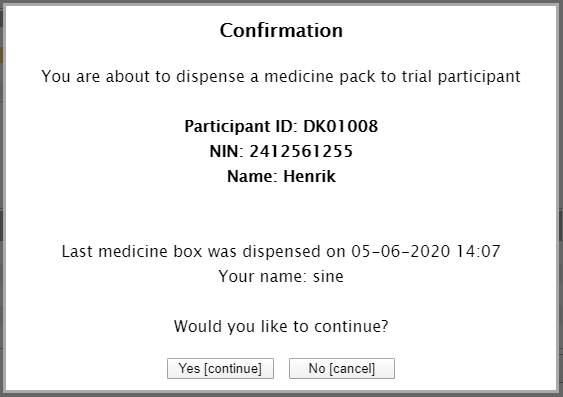 Confirmation
You are about to dispense a medicine pack to trial participant
Participant ID: DK01008
NIN: 2412561255
Name: Henrik
Last medicine box was dispensed on 05-06-2020 14:07
Your name: sine
Would you like to continue?
Yes [continue] No [cancel]